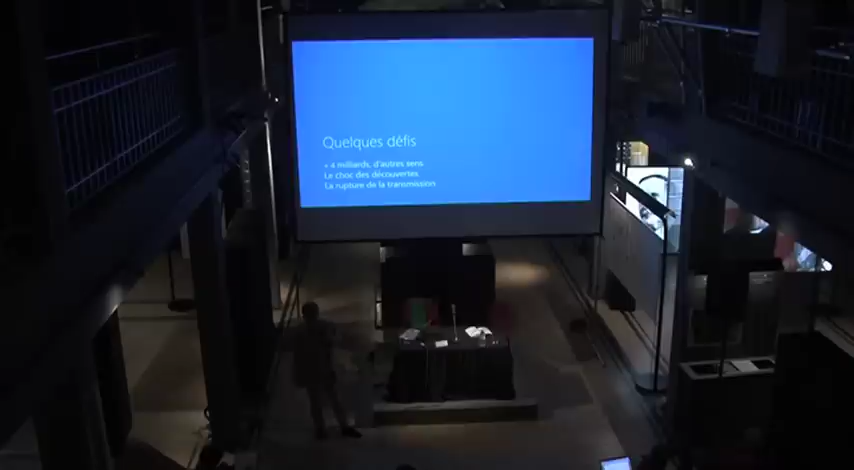 Quelques défis
+ 4 milliards, d'autres sens
Le choc des découvertes
La rupture de la transmission